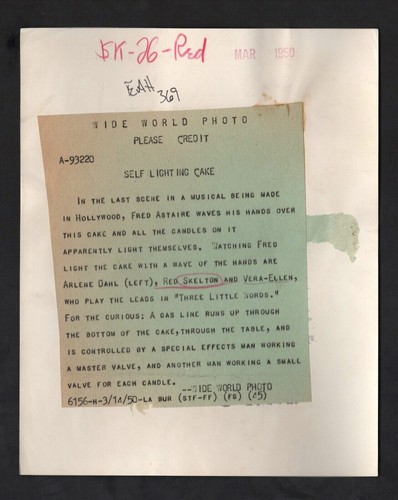 SK-26-Red
MAR 1950
EAH
369
WIDE WORLD PHOTO
PLEASE CREDIT
A-93220
SELF LIGHTING CAKE
IN THE LAST SCENE IN A MUSICAL BEING MADE
IN HOLLYWOOD, FRED ASTAIRE WAVES HIS HANDS OVER
THIS CAKE AND ALL THE CANDLES ON IT
APPARENTLY LIGHT THEMSELVES. WATCHING FRED
LIGHT THE CAKE WITH A WAVE OF THE HANDS ARE
ARLENE DAHL (LEFT), RED SKELTON AND VERA-ELLEN,
WHO PLAY THE LEADS IN "THREE LITTLE WORDS."
FOR THE CURIOUS: A GAS LINE RUNS UP THROUGH
THE BOTTOM OF THE CAKE, THROUGH THE TABLE, AND
IS CONTROLLED BY A SPECIAL EFFECTS MAN WORKING
A MASTER VALVE, AND ANOTHER MAN WORKING A SMALL
VALVE FOR EACH CANDLE.
--WIDE WORLD PHOTO
6156-H-3/14/50-LA BUR (STF-FF) (FS) (45)